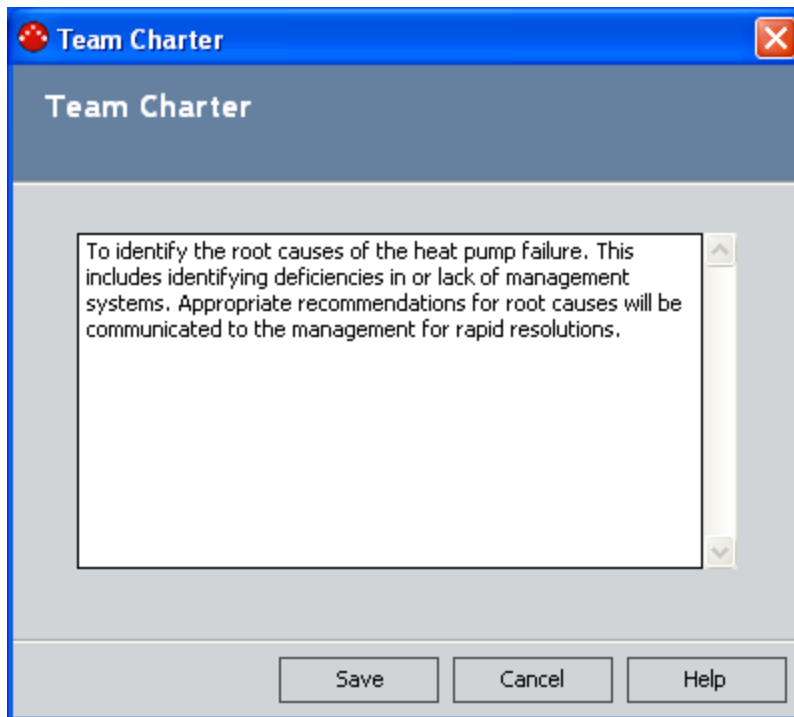 Team Charter
Team Charter
To identify the root causes of the heat pump failure. This
includes identifying deficiencies in or lack of management
systems. Appropriate recommendations for root causes will be
communicated to the management for rapid resolutions.
Save Cancel Help